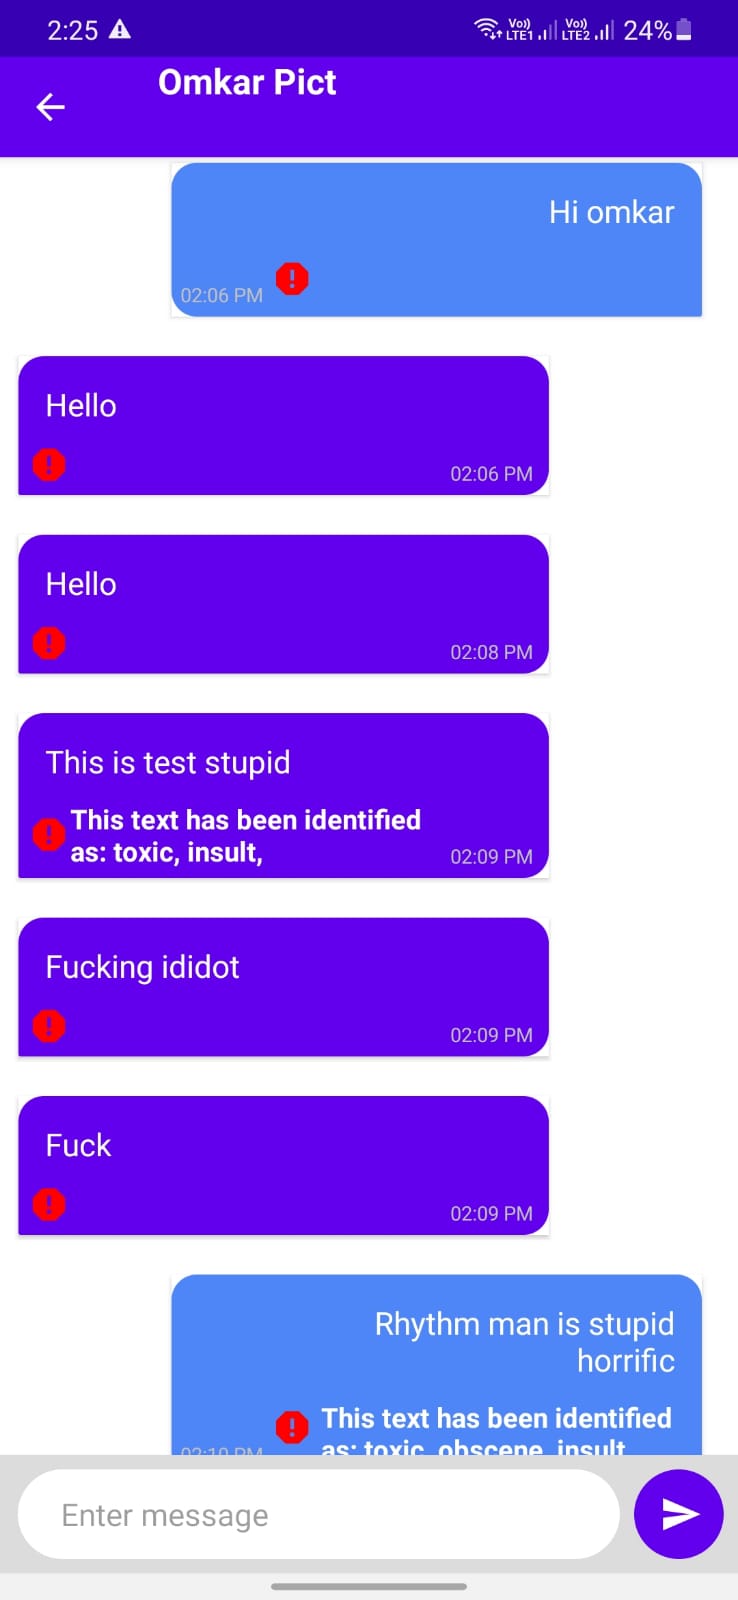 2:25 Vo)) LTE1 Vo)) LTE2 24%
Omkar Pict
Hi omkar
02:06 PM
Hello
02:06 PM
Hello
02:08 PM
This is test stupid
This text has been identified
as: toxic, insult,
02:09 PM
Fucking ididot
02:09 PM
Fuck
02:09 PM
Rhythm man is stupid
horrific
This text has been identified
as: toxic, obscene, insult
02:10 PM
Enter message